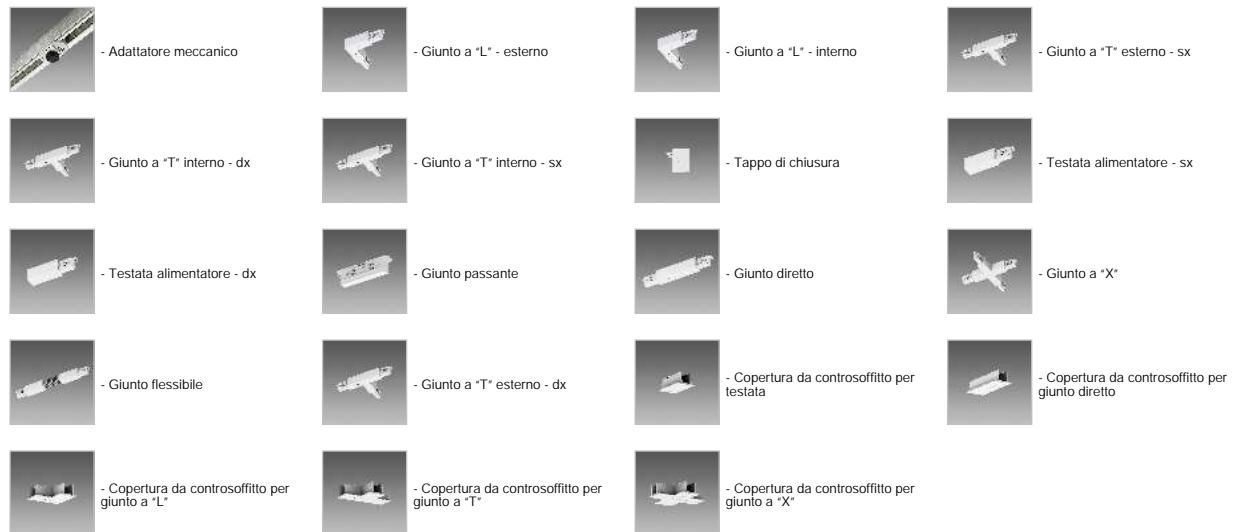 - Adattatore meccanico
- Giunto a "L" - esterno
- Giunto a "L" - interno
- Giunto a "T" esterno - sx
- Giunto a "T" interno - dx
- Giunto a "T" interno - sx
- Tappo di chiusura
- Testata alimentatore - sx
- Testata alimentatore - dx
- Giunto passante
- Giunto diretto
- Giunto a "X"
- Giunto flessibile
- Giunto a "T" esterno - dx
- Copertura da controsoffitto per
testata
- Copertura da controsoffitto per
giunto diretto
- Copertura da controsoffitto per
giunto a "L"
- Copertura da controsoffitto per
giunto a "T"
- Copertura da controsoffitto per
giunto a "X"